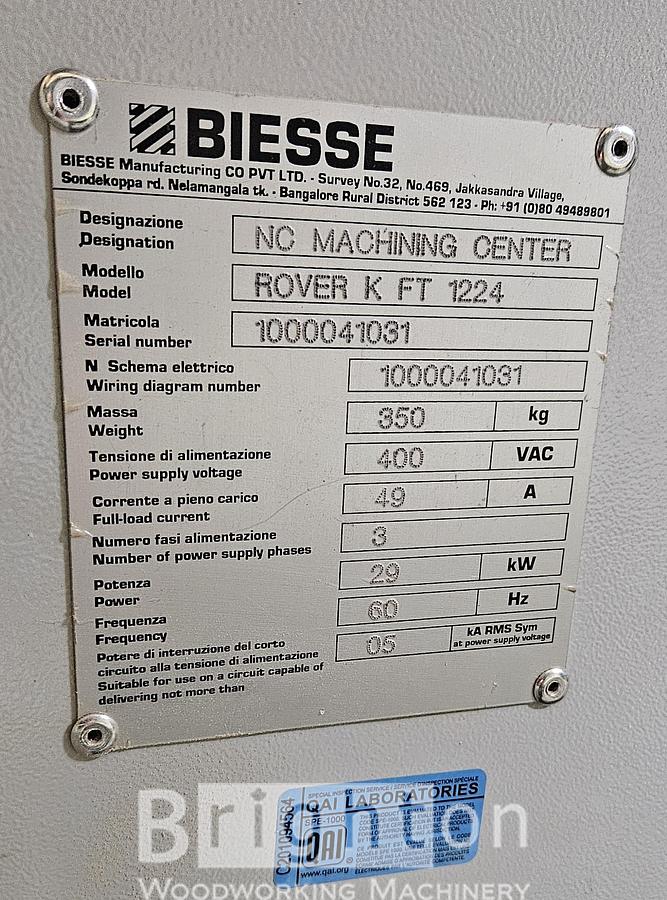 BIESSE
BIESSE Manufacturing CO PVT LTD. - Survey No.32, No.469, Jakkasandra Village,
Sondekoppa rd. Nelamangala tk. - Bangalore Rural District 562 123 - Ph: +91 (0)80 49489801
Designazione
Designation NC MACHINING CENTER
Modello
Model ROVER K FT 1224
Matricola
Serial number 1000041031
N Schema elettrico
Wiring diagram number 1000041031
Massa
Weight 350 kg
Tensione di alimentazione
Power supply voltage 400 VAC
Corrente a pieno carico
Full-load current 49 A
Numero fasi alimentazione
Number of power supply phases 3
Potenza
Power 29 kW
Frequenza
Frequency 60 Hz
Potere di interruzione del corto
circuito alla tensione di alimentazione
Suitable for use on a circuit capable of
delivering not more than 05 kA RMS Sym
at power supply voltage
SPECIAL INSPECTION SERVICE / SERVICE D'INSPECTION SPÉCIALE
QAI LABORATORIES
SPE-1000
QAI
www.qai.org
Brighton
WOODWORKING MACHINERY